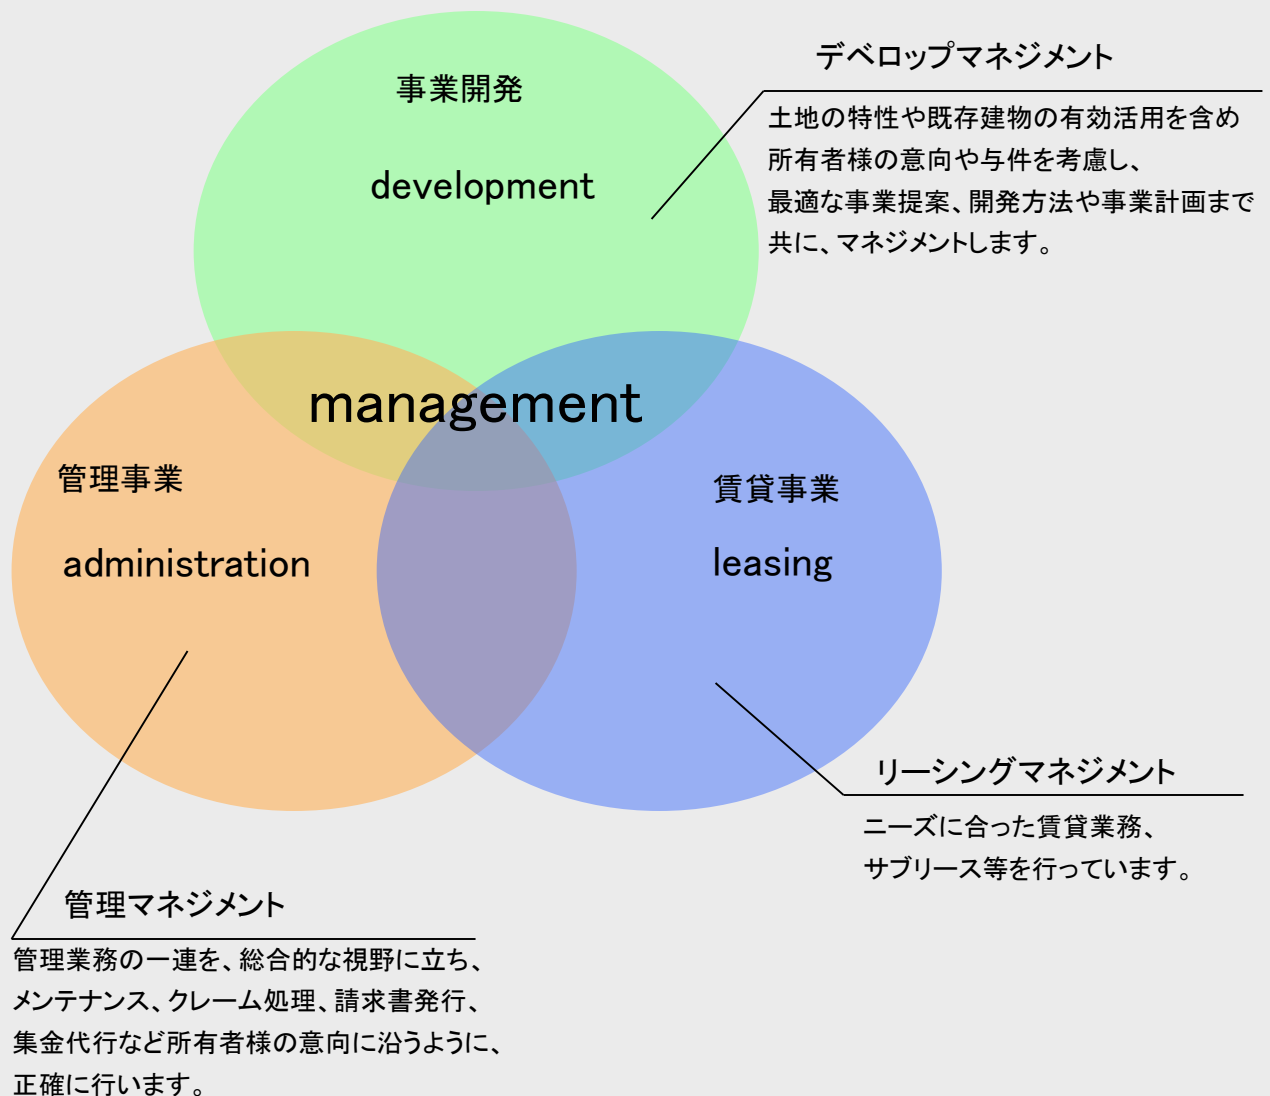 事業開発
development
デベロップマネジメント
土地の特性や既存建物の有効活用を含め
所有者様の意向や与件を考慮し、
最適な事業提案、開発方法や事業計画まで
共に、マネジメントします。
management
管理事業
administration
賃貸事業
leasing
リーシングマネジメント
ニーズに合った賃貸業務、
サブリース等を行っています。
管理マネジメント
管理業務の一連を、総合的な視野に立ち、
メンテナンス、クレーム処理、請求書発行、
集金代行など所有者様の意向に沿うように、
正確に行います。